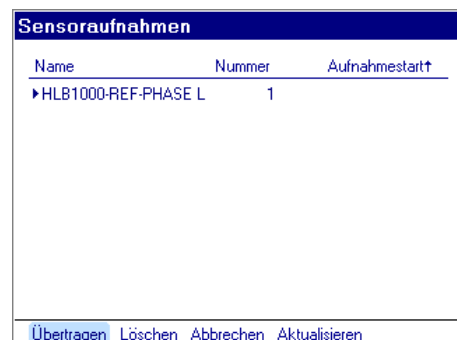 Sensoraufnahmen
Name Nummer Aufnahmestart↑
▸HLB1000-REF-PHASE L 1
Übertragen Löschen Abbrechen Aktualisieren